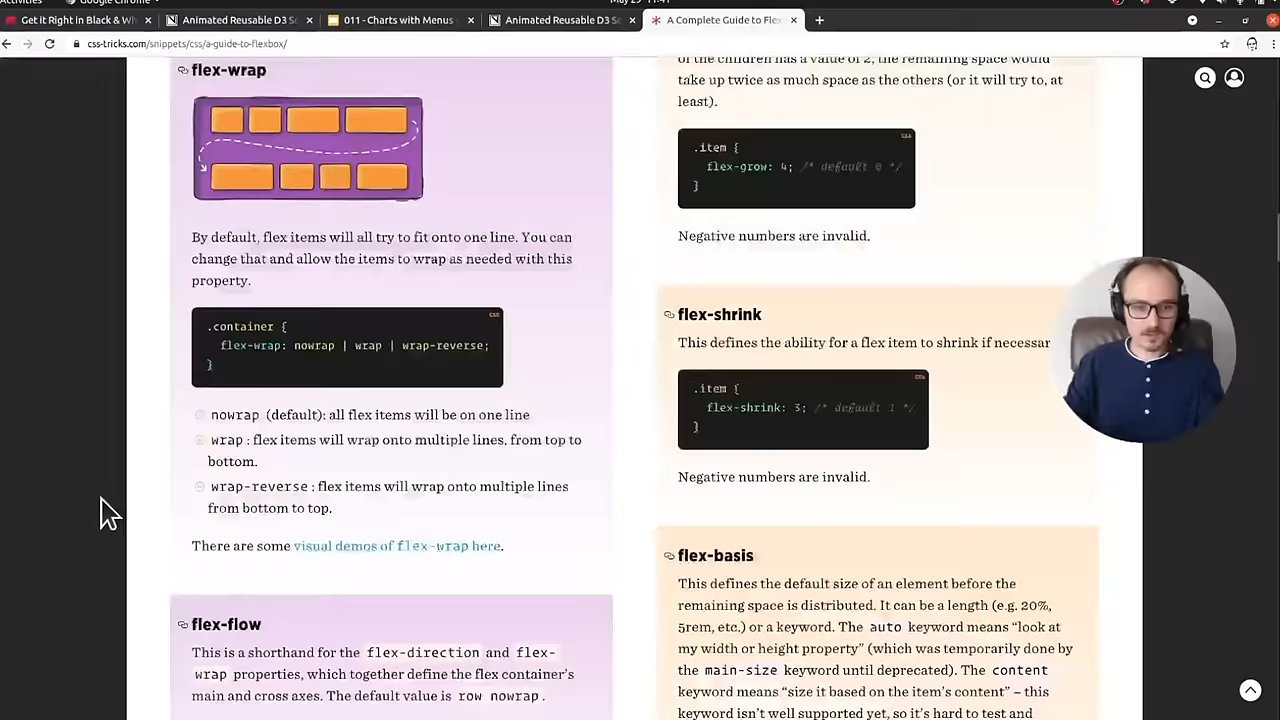 Activities
Google Chrome
May 29 11:41
Get it Right in Black & Wh
Animated Reusable D3 Sc
011 - Charts with Menus -
Animated Reusable D3 Sc
A Complete Guide to Flex
css-tricks.com/snippets/css/a-guide-to-flexbox/
flex-wrap
By default, flex items will all try to fit onto one line. You can
change that and allow the items to wrap as needed with this
property.
CSS
.container {
flex-wrap: nowrap | wrap | wrap-reverse;
}
nowrap (default): all flex items will be on one line
wrap : flex items will wrap onto multiple lines, from top to
bottom.
wrap-reverse : flex items will wrap onto multiple lines
from bottom to top.
There are some visual demos of flex-wrap here.
flex-flow
This is a shorthand for the flex-direction and flex-
wrap properties, which together define the flex container's
main and cross axes. The default value is row nowrap .
of the children has a value of 2, the remaining space would
take up twice as much space as the others (or it will try to, at
least).
CSS
.item {
flex-grow: 4; /* default 0 */
}
Negative numbers are invalid.
flex-shrink
This defines the ability for a flex item to shrink if necessar
CSS
.item {
flex-shrink: 3; /* default 1 */
}
Negative numbers are invalid.
flex-basis
This defines the default size of an element before the
remaining space is distributed. It can be a length (e.g. 20%,
5rem, etc.) or a keyword. The auto keyword means “look at
my width or height property” (which was temporarily done by
the main-size keyword until deprecated). The content
keyword means “size it based on the item's content” – this
keyword isn't well supported yet, so it's hard to test and